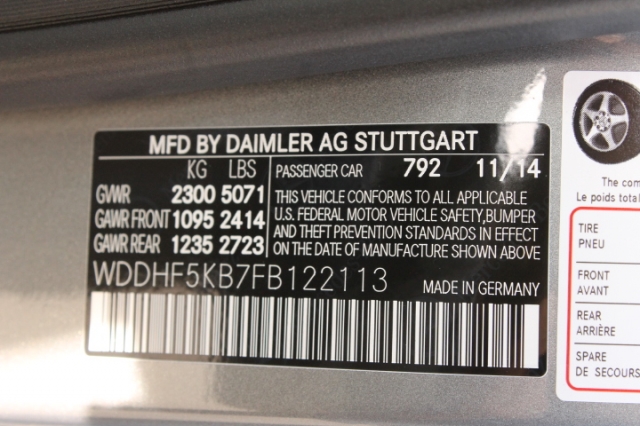 MFD BY DAIMLER AG STUTTGART
KG LBS
GVWR 2300 5071
GAWR FRONT 1095 2414
GAWR REAR 1235 2723
PASSENGER CAR 792 11/14
THIS VEHICLE CONFORMS TO ALL APPLICABLE
U.S. FEDERAL MOTOR VEHICLE SAFETY,BUMPER
AND THEFT PREVENTION STANDARDS IN EFFECT
ON THE DATE OF MANUFACTURE SHOWN ABOVE.
WDDHF5KB7FB122113
MADE IN GERMANY
The com
Le poids total
TIRE
PNEU
FRONT
AVANT
REAR
ARRIÈRE
SPARE
DE SECOURS